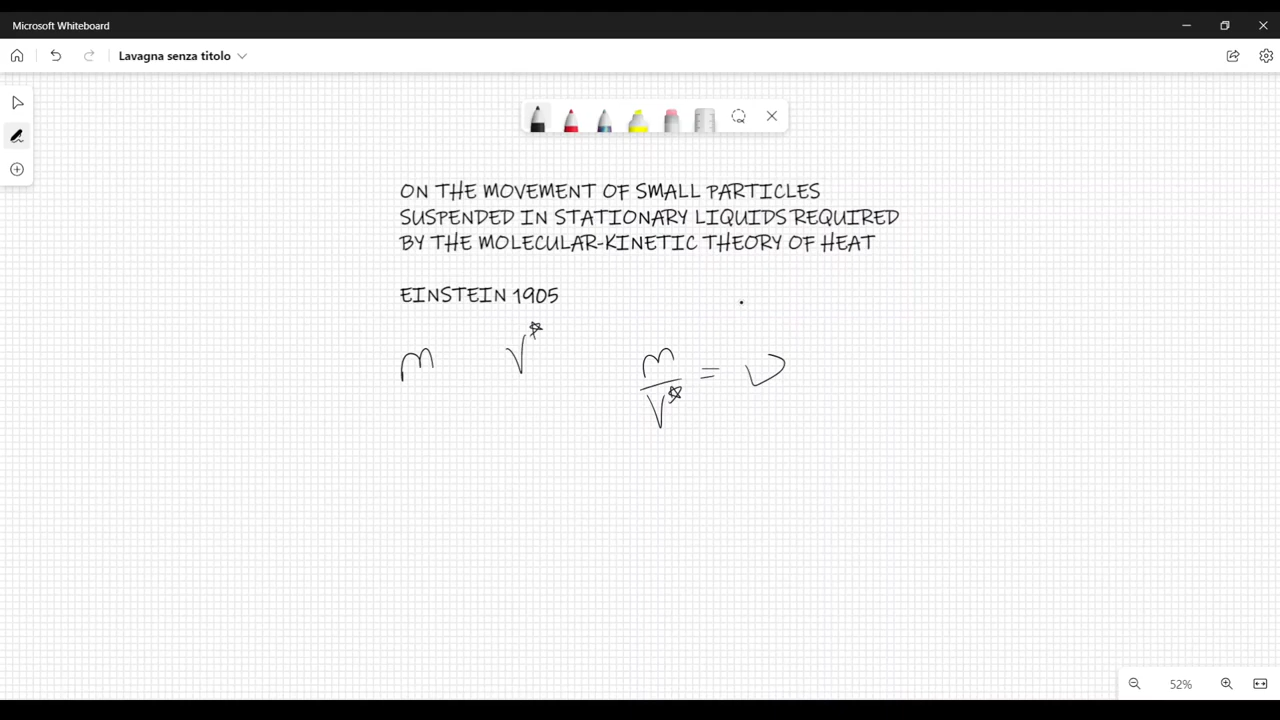 Microsoft Whiteboard
Lavagna senza titolo
ON THE MOVEMENT OF SMALL PARTICLES
SUSPENDED IN STATIONARY LIQUIDS REQUIRED
BY THE MOLECULAR-KINETIC THEORY OF HEAT
EINSTEIN 1905
m V* m/V* = ν
52%